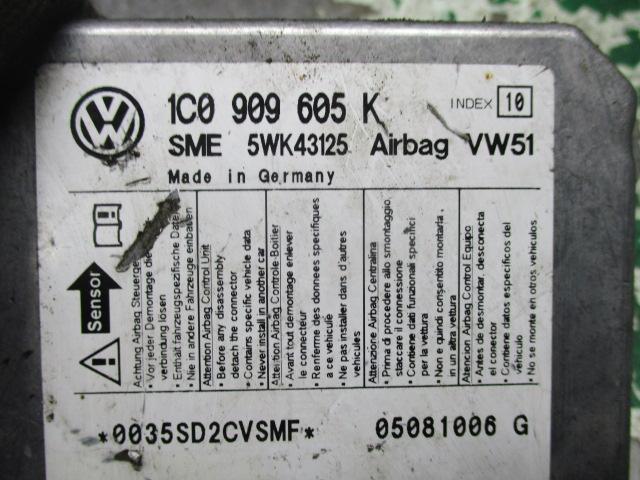 1C0 909 605 K
INDEX 10
SME 5WK43125 Airbag VW51
Made in Germany
Sensor
Achtung Airbag Steuerge
• Vor jeder Demontage die
verbindung lösen
• Enthält fahrzeugspezifische Daten
• Nie in andere Fahrzeuge einbauen
Attention Airbag Control Unit
• Before any disassembly
detach the connector
• Contains specific vehicle data
• Never install in another car
Attention Airbag Controle-Boitier
• Avant tout demontage enlever
le connecteur
• Renferme des donnees specifiques
a ce vehicule
• Ne pas installer dans d'autres
vehicules
Attenzione Airbag Centralina
• Prima di procedere allo smontaggio,
staccare il connessione
• Contiene dati funzionali specifici
per la vettura
• Non e quindi consentito montarla,
in un altra vettura
Atencion Airbag Control Equipo
• Antes de desmontar, desconecta
el conector
• Contiene datos especificos del
vehiculo
• No se monte en otros vehiculos.
*0035SD2CVSMF*
05081006 G